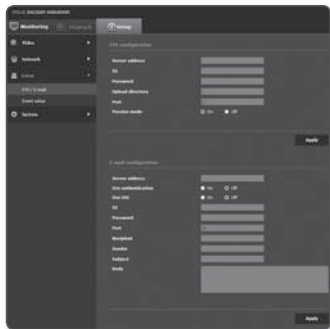 Monitoring
Playback
Setup
Video
Network
Event
FTP / E-mail
Event setup
System
FTP configuration
Server address
ID
Password
Upload directory
Port
Passive mode
On Off
Apply
E-mail configuration
Server address
Use authentication
On Off
Use SSL
On Off
ID
Password
Port
Recipient
Sender
Subject
Body
Apply